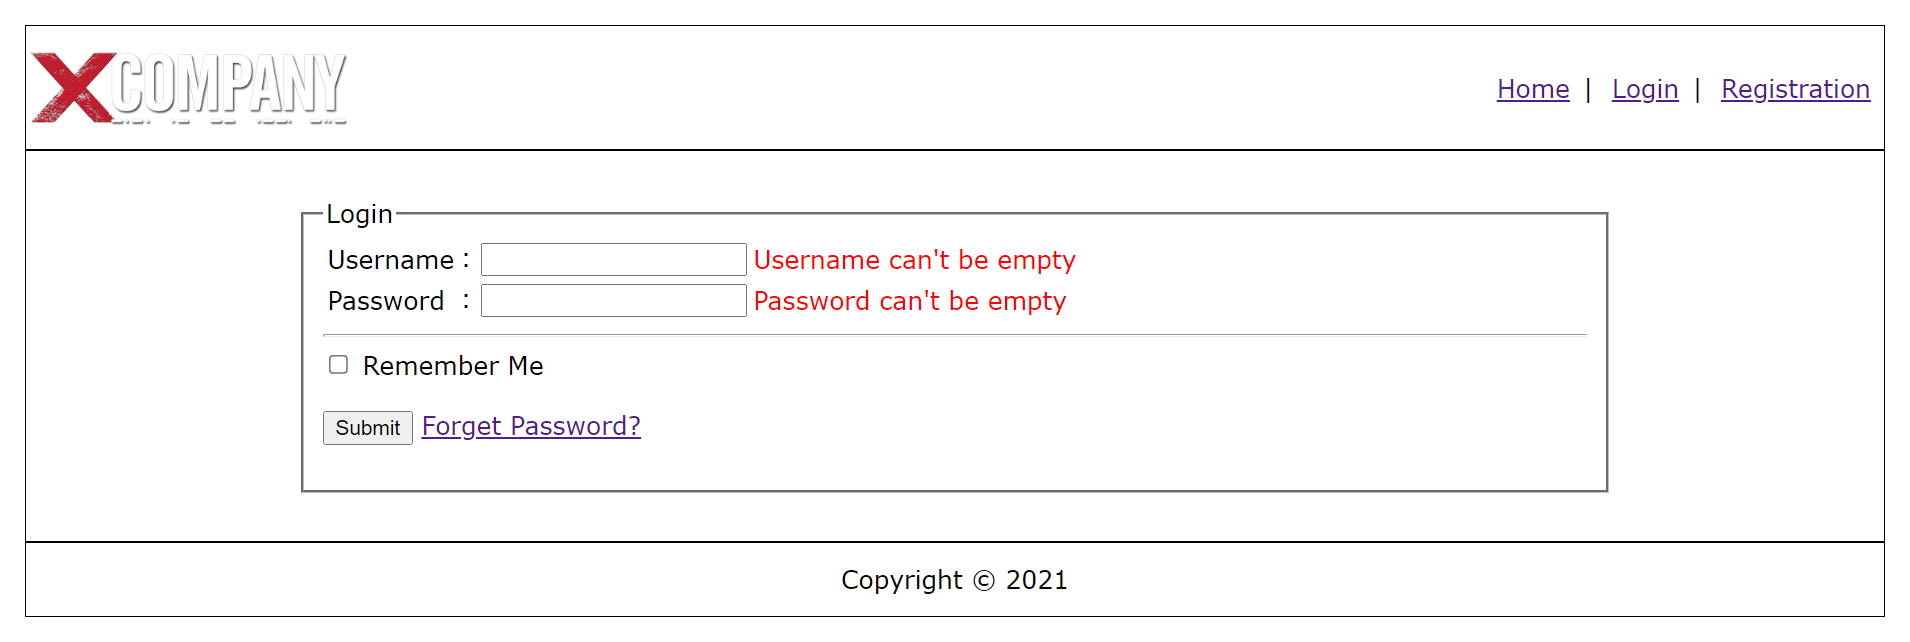 XCOMPANY
Home | Login | Registration
Login
Username : Username can't be empty
Password : Password can't be empty
Remember Me
Submit Forget Password?
Copyright © 2021